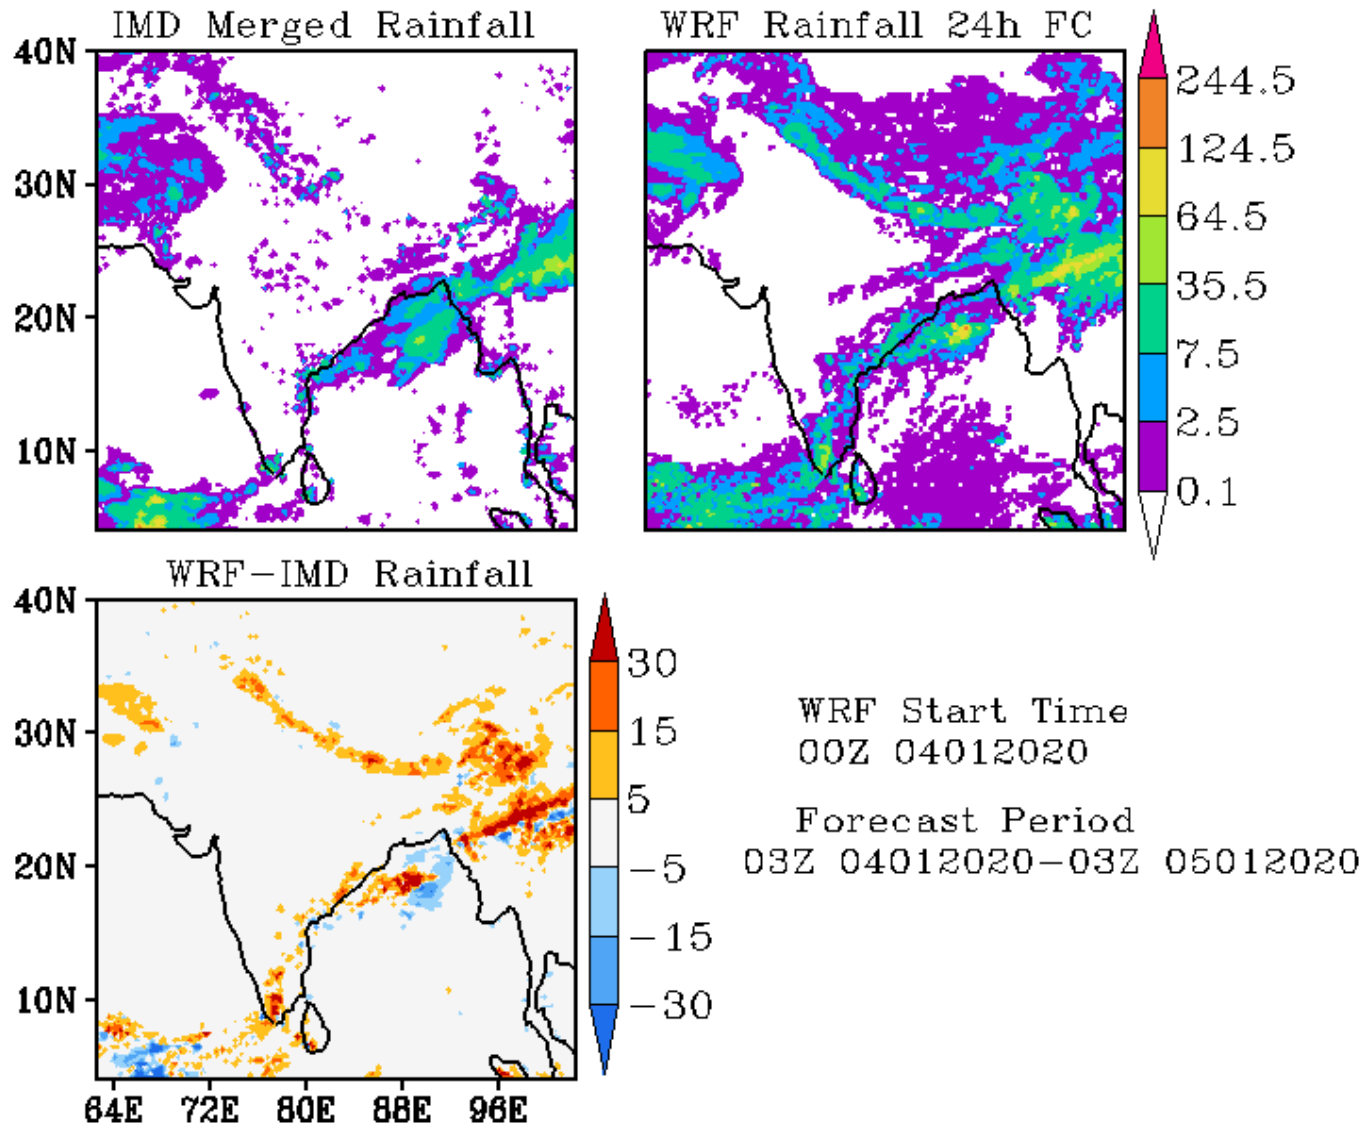 IMD Merged Rainfall
WRF Rainfall 24h FC
40N
30N
20N
10N
244.5
124.5
64.5
35.5
7.5
2.5
0.1
WRF-IMD Rainfall
40N
30N
20N
10N
64E 72E 80E 88E 96E
30
15
5
-5
-15
-30
WRF Start Time
00Z 04012020
Forecast Period
03Z 04012020-03Z 05012020